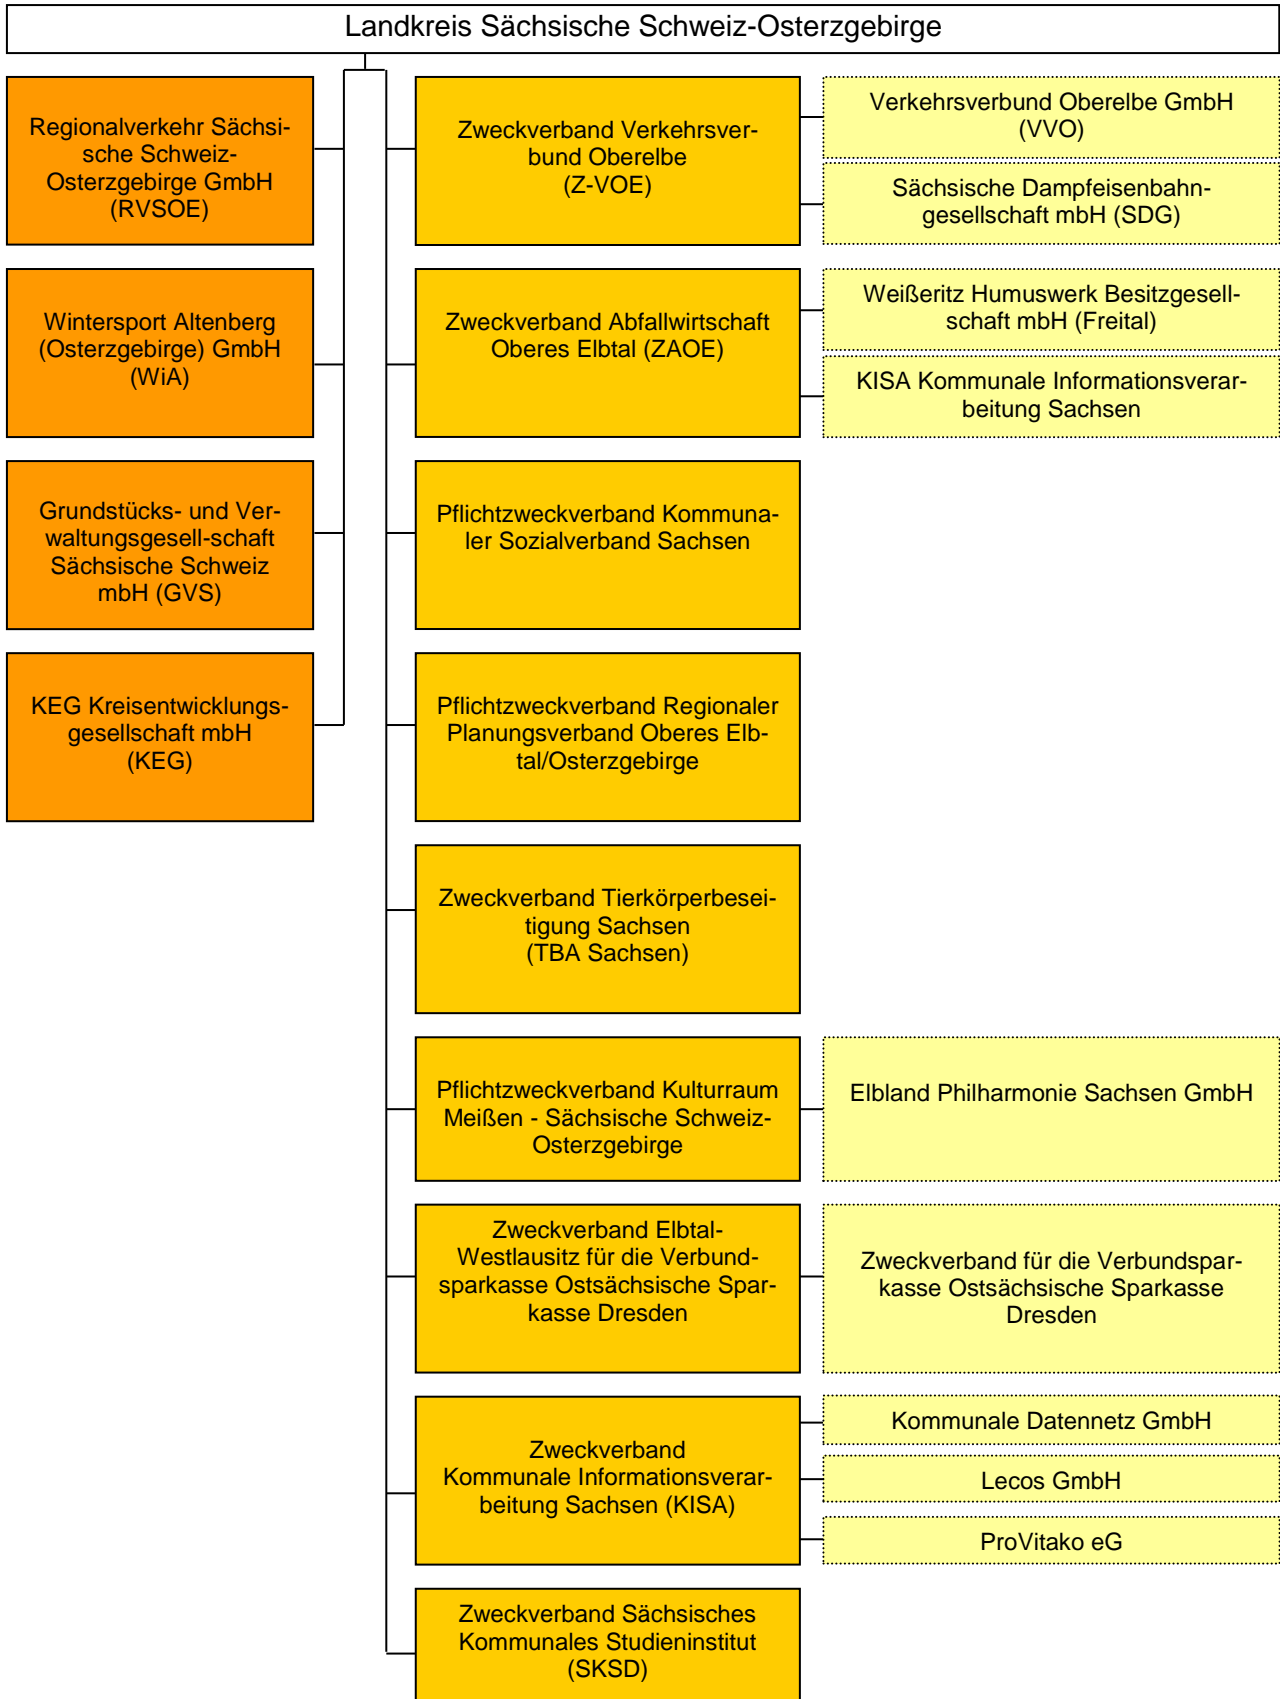 Landkreis Sächsische Schweiz-Osterzgebirge
Regionalverkehr Sächsi-
sche Schweiz-
Osterzgebirge GmbH
(RVSOE)
Wintersport Altenberg
(Osterzgebirge) GmbH
(WiA)
Grundstücks- und Ver-
waltungsgesell-schaft
Sächsische Schweiz
mbH (GVS)
KEG Kreisentwicklungs-
gesellschaft mbH
(KEG)
Zweckverband Verkehrsver-
bund Oberelbe
(Z-VOE)
Verkehrsverbund Oberelbe GmbH
(VVO)
Sächsische Dampfeisenbahn-
gesellschaft mbH (SDG)
Zweckverband Abfallwirtschaft
Oberes Elbtal (ZAOE)
Weißeritz Humuswerk Besitzgesell-
schaft mbH (Freital)
KISA Kommunale Informationsverar-
beitung Sachsen
Pflichtzweckverband Kommuna-
ler Sozialverband Sachsen
Pflichtzweckverband Regionaler
Planungsverband Oberes Elb-
tal/Osterzgebirge
Zweckverband Tierkörperbesei-
tigung Sachsen
(TBA Sachsen)
Pflichtzweckverband Kulturraum
Meißen - Sächsische Schweiz-
Osterzgebirge
Elbland Philharmonie Sachsen GmbH
Zweckverband Elbtal-
Westlausitz für die Verbund-
sparkasse Ostsächsische Spar-
kasse Dresden
Zweckverband für die Verbundspar-
kasse Ostsächsische Sparkasse
Dresden
Zweckverband
Kommunale Informationsverar-
beitung Sachsen (KISA)
Kommunale Datennetz GmbH
Lecos GmbH
ProVitako eG
Zweckverband Sächsisches
Kommunales Studieninstitut
(SKSD)